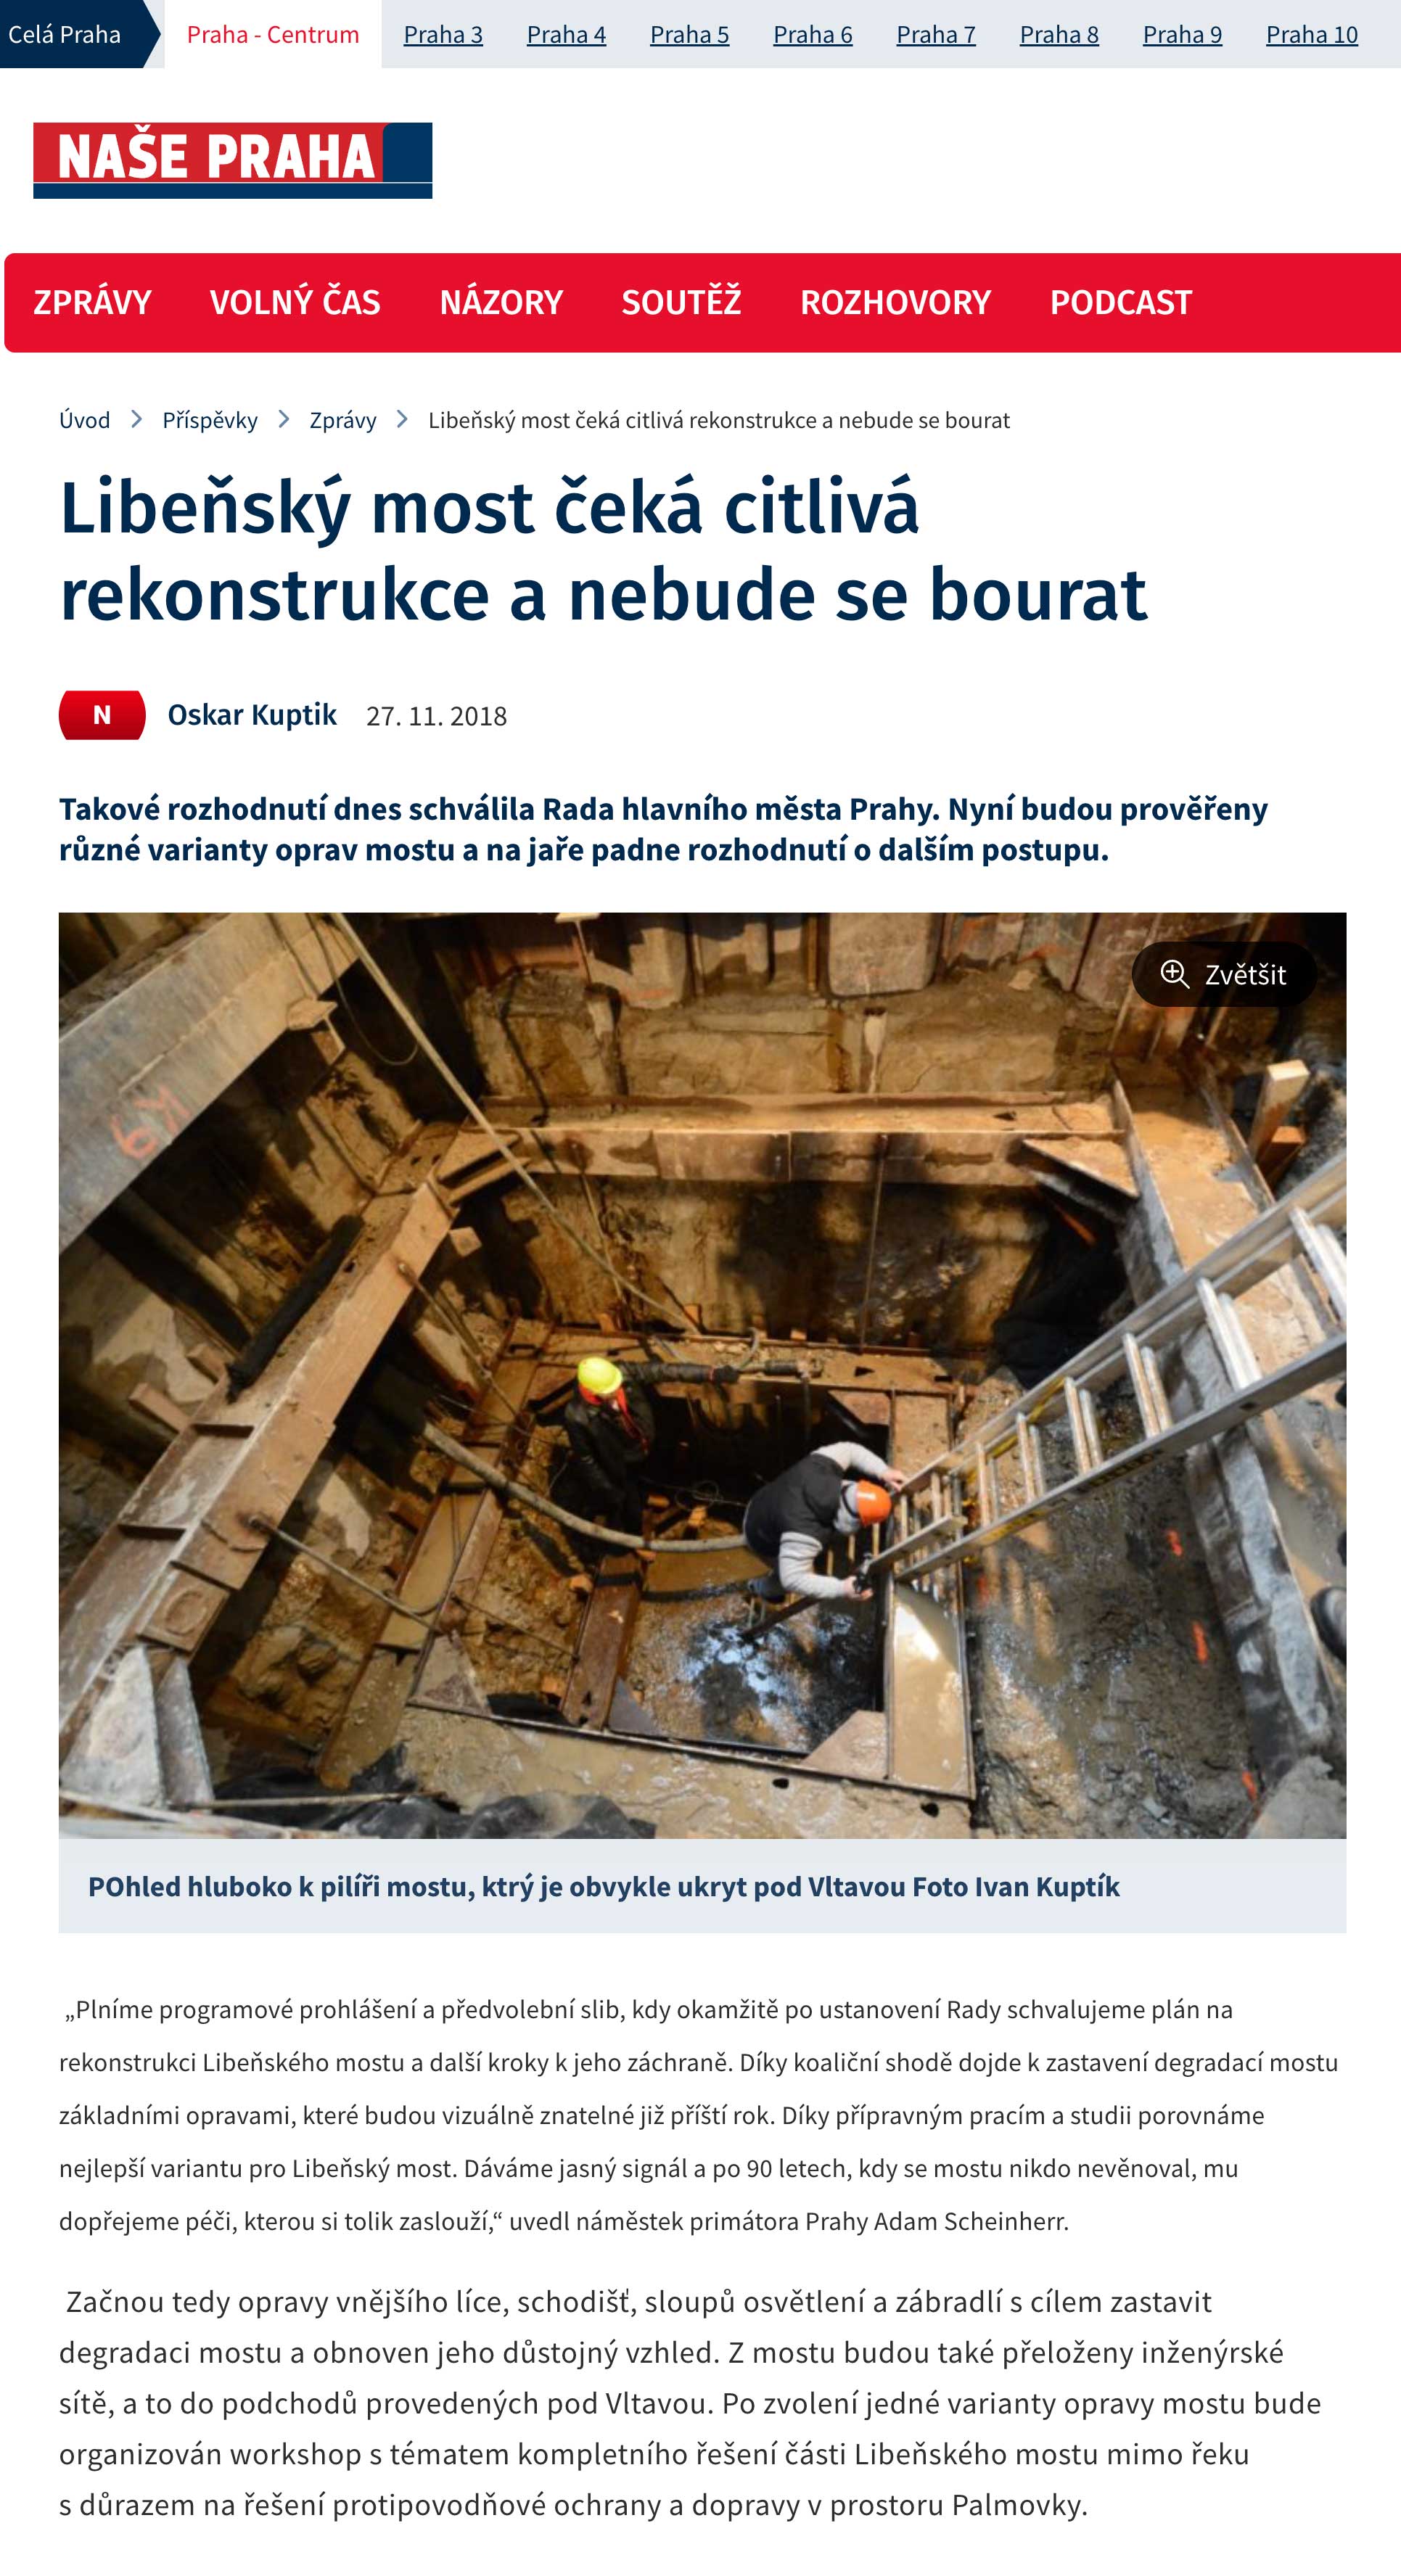 Celá Praha Praha - Centrum Praha 3 Praha 4 Praha 5 Praha 6 Praha 7 Praha 8 Praha 9 Praha 10
NAŠE PRAHA
ZPRÁVY VOLNÝ ČAS NÁZORY SOUTĚŽ ROZHOVORY PODCAST
Úvod Příspěvky Zprávy Libeňský most čeká citlivá rekonstrukce a nebude se bourat
Libeňský most čeká citlivá
rekonstrukce a nebude se bourat
N Oskar Kuptik 27. 11. 2018
Takové rozhodnutí dnes schválila Rada hlavního města Prahy. Nyní budou prověřeny
různé varianty oprav mostu a na jaře padne rozhodnutí o dalším postupu.
Zvětšit
POhled hluboko k pilíři mostu, ktrý je obvykle ukryt pod Vltavou Foto Ivan Kuptík
„Plníme programové prohlášení a předvolební slib, kdy okamžitě po ustanovení Rady schvalujeme plán na
rekonstrukci Libeňského mostu a další kroky k jeho záchraně. Díky koaliční shodě dojde k zastavení degradací mostu
základními opravami, které budou vizuálně znatelné již příští rok. Díky přípravným pracím a studii porovnáme
nejlepší variantu pro Libeňský most. Dáváme jasný signál a po 90 letech, kdy se mostu nikdo nevěnoval, mu
dopřejeme péči, kterou si tolik zaslouží,“ uvedl náměstek primátora Prahy Adam Scheinherr.
Začnou tedy opravy vnějšího líce, schodišť, sloupů osvětlení a zábradlí s cílem zastavit
degradaci mostu a obnoven jeho důstojný vzhled. Z mostu budou také přeloženy inženýrské
sítě, a to do podchodů provedených pod Vltavou. Po zvolení jedné varianty opravy mostu bude
organizován workshop s tématem kompletního řešení části Libeňského mostu mimo řeku
s důrazem na řešení protipovodňové ochrany a dopravy v prostoru Palmovky.